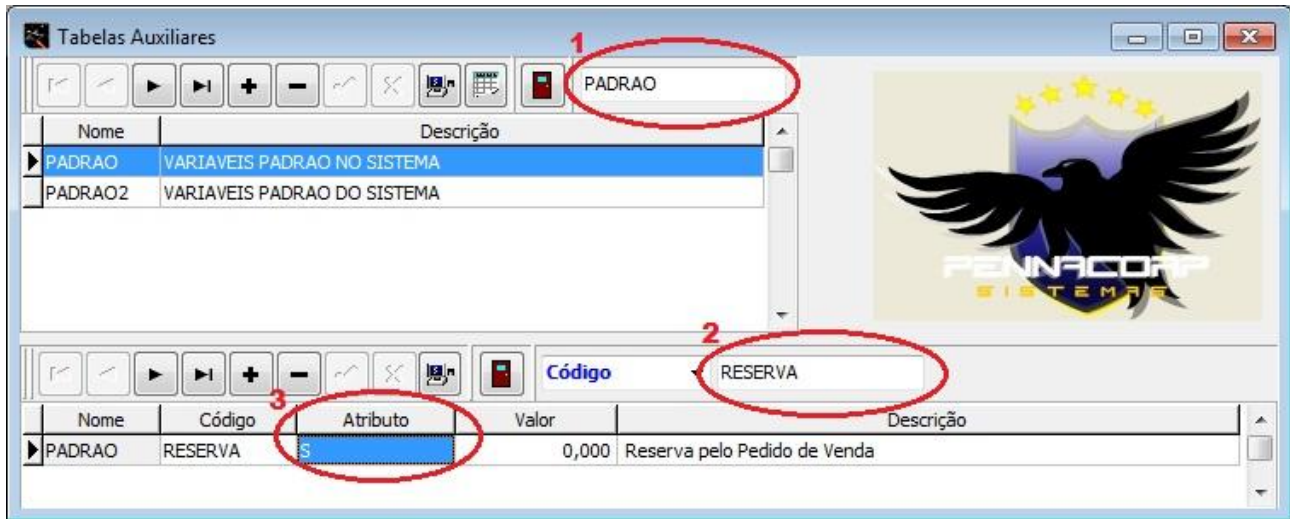 Tabelas Auxiliares
1
PADRAO
Nome Descrição
PADRAO VARIAVEIS PADRAO NO SISTEMA
PADRAO2 VARIAVEIS PADRAO DO SISTEMA
PENNACORP
SISTEMAS
2
Código RESERVA
3
Nome Código Atributo Valor Descrição
PADRAO RESERVA S 0,000 Reserva pelo Pedido de Venda